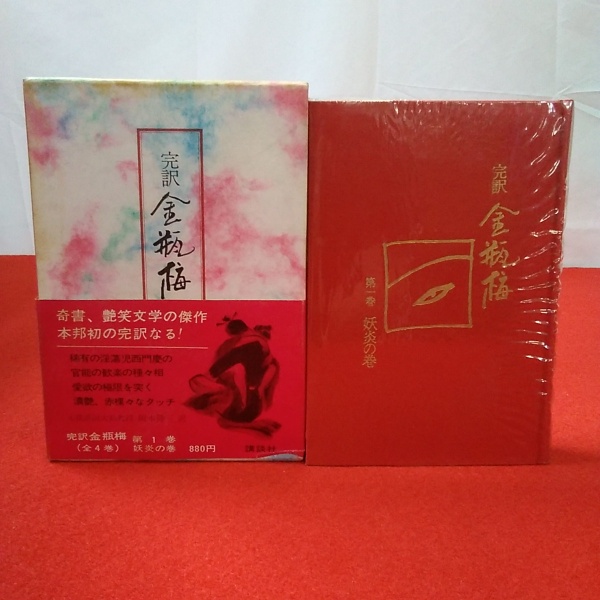 完訳
金瓶梅
奇書、艶笑文学の傑作
本邦初の完訳なる!
稀有の淫蕩児西門慶の
官能の歓楽の種々相
愛欲の極限を突く
濃艶、赤裸々なタッチ
完訳金瓶梅 第1巻
(全4巻) 妖炎の巻 880円
講談社
完訳
金瓶梅
第一巻 妖炎の巻